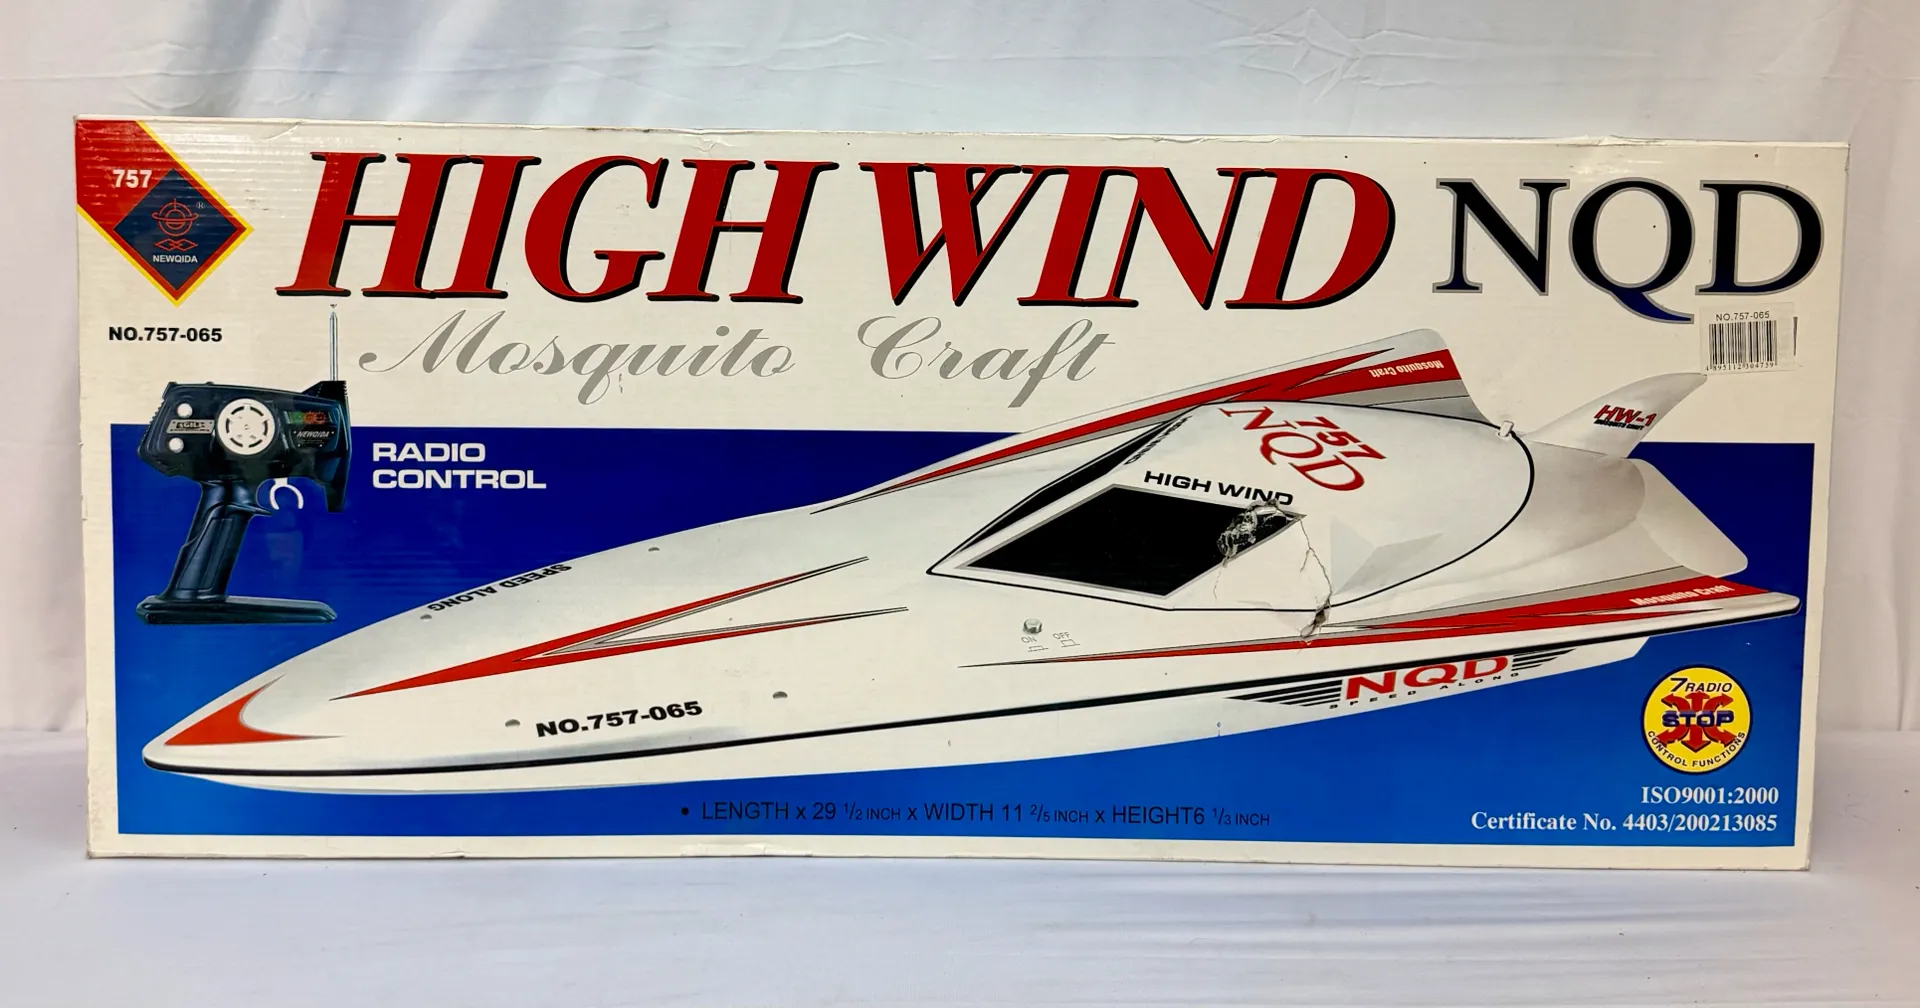 757
HIGH WIND NQD
®
NEWQIDA
NO.757-065
Mosquito Craft
NO.757-065
RADIO
CONTROL
AGILE
NEWQIDA
Mosquito Craft
HW-1
MOSQUITO CRAFT
757
NQD
HIGH WIND
SPEED ALONG
ON OFF
Mosquito Craft
NO.757-065
NQD
SPEED ALONG
7 RADIO
STOP
CONTROL FUNCTIONS
ISO9001:2000
Certificate No. 4403/200213085
• LENGTH x 29 1/2 INCH x WIDTH 11 2/5 INCH x HEIGHT6 1/3 INCH